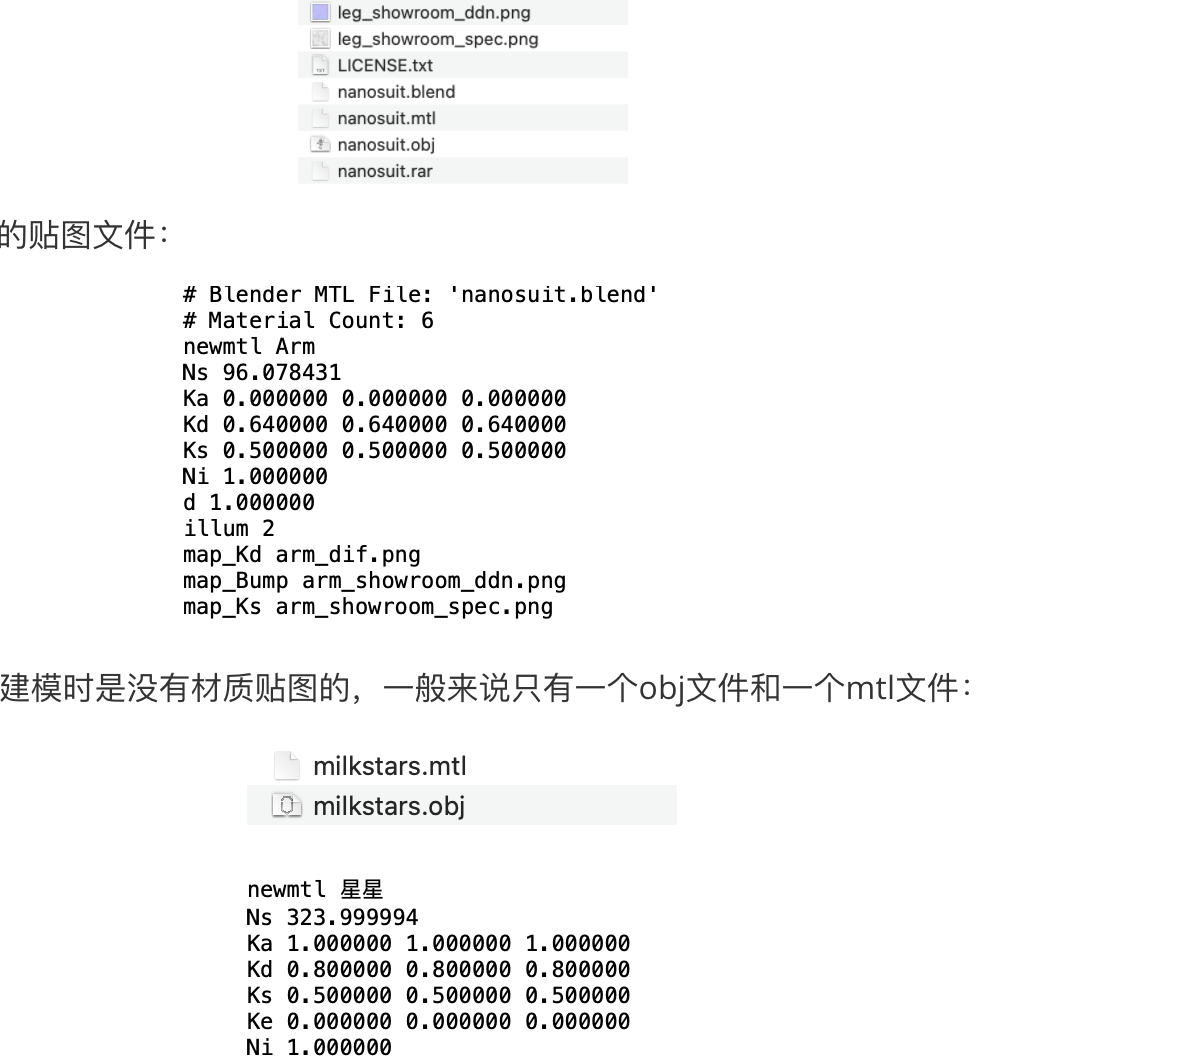 leg_showroom_ddn.png
leg_showroom_spec.png
LICENSE.txt
nanosuit.blend
nanosuit.mtl
nanosuit.obj
nanosuit.rar
的贴图文件：
# Blender MTL File: 'nanosuit.blend'
# Material Count: 6
newmtl Arm
Ns 96.078431
Ka 0.000000 0.000000 0.000000
Kd 0.640000 0.640000 0.640000
Ks 0.500000 0.500000 0.500000
Ni 1.000000
d 1.000000
illum 2
map_Kd arm_dif.png
map_Bump arm_showroom_ddn.png
map_Ks arm_showroom_spec.png
建模时是没有材质贴图的，一般来说只有一个obj文件和一个mtl文件：
milkstars.mtl
milkstars.obj
newmtl 星星
Ns 323.999994
Ka 1.000000 1.000000 1.000000
Kd 0.800000 0.800000 0.800000
Ks 0.500000 0.500000 0.500000
Ke 0.000000 0.000000 0.000000
Ni 1.000000